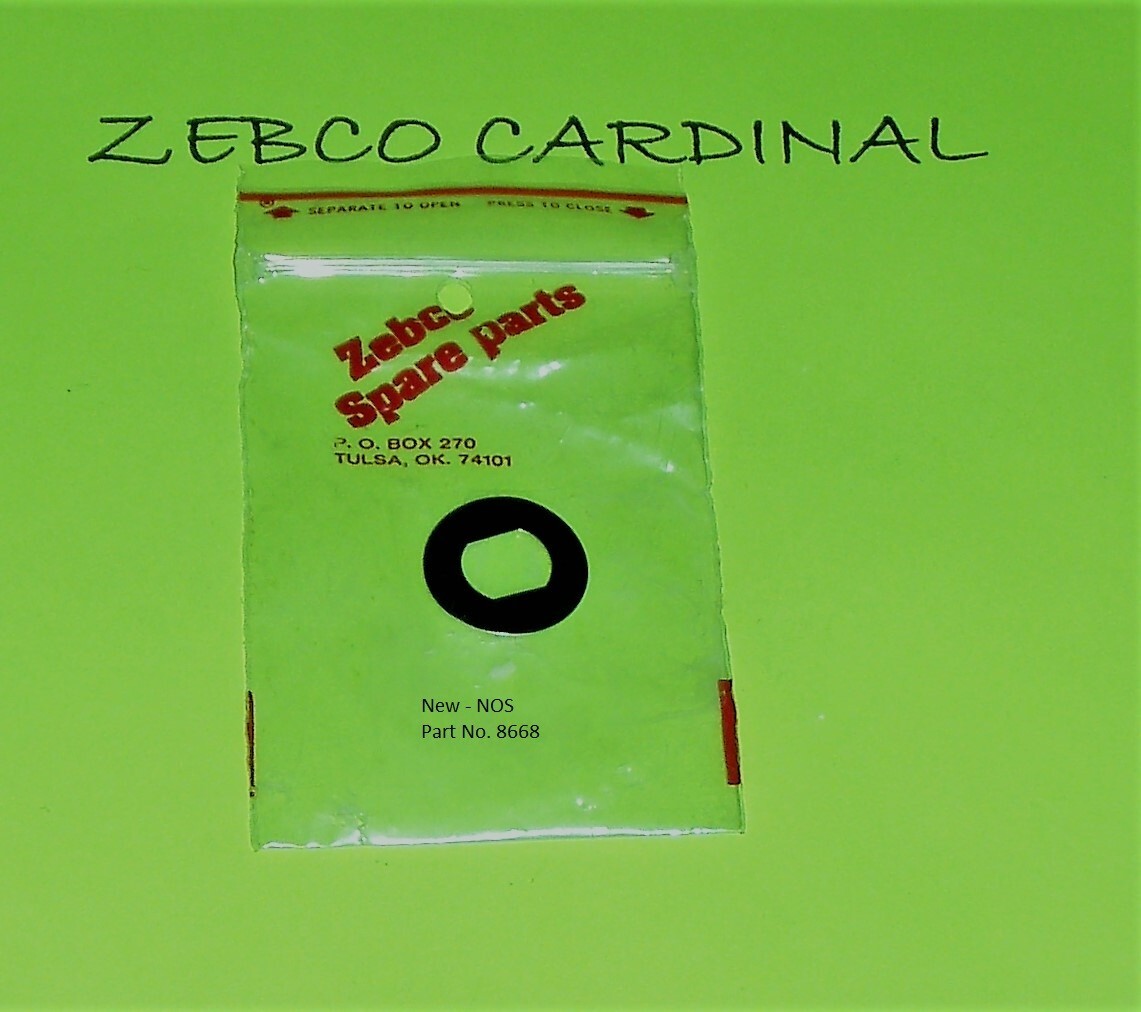 ZEBCO CARDINAL
® SEPARATE TO OPEN PRESS TO CLOSE
Zebco
Spare parts
P. O. BOX 270
TULSA, OK. 74101
New - NOS
Part No. 8668